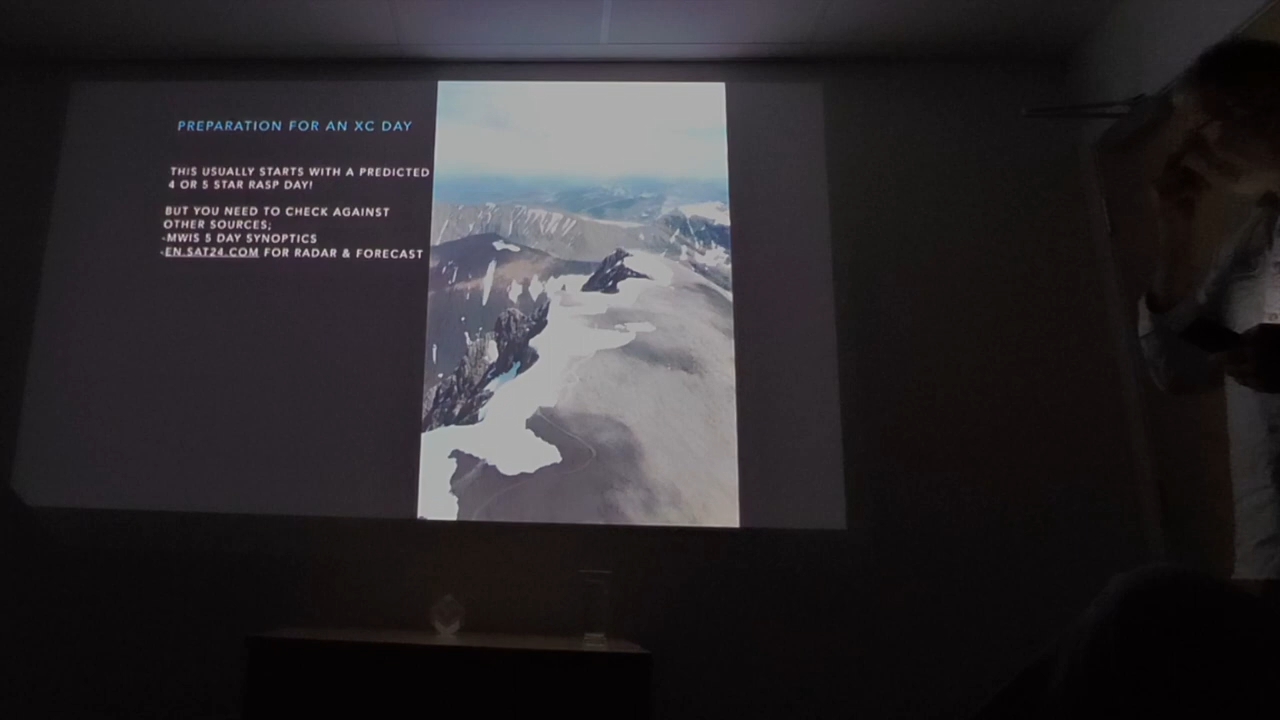 PREPARATION FOR AN XC DAY
THIS USUALLY STARTS WITH A PREDICTED
4 OR 5 STAR RASP DAY!
BUT YOU NEED TO CHECK AGAINST
OTHER SOURCES;
-MWIS 5 DAY SYNOPTICS
-EN.SAT24.COM FOR RADAR & FORECAST